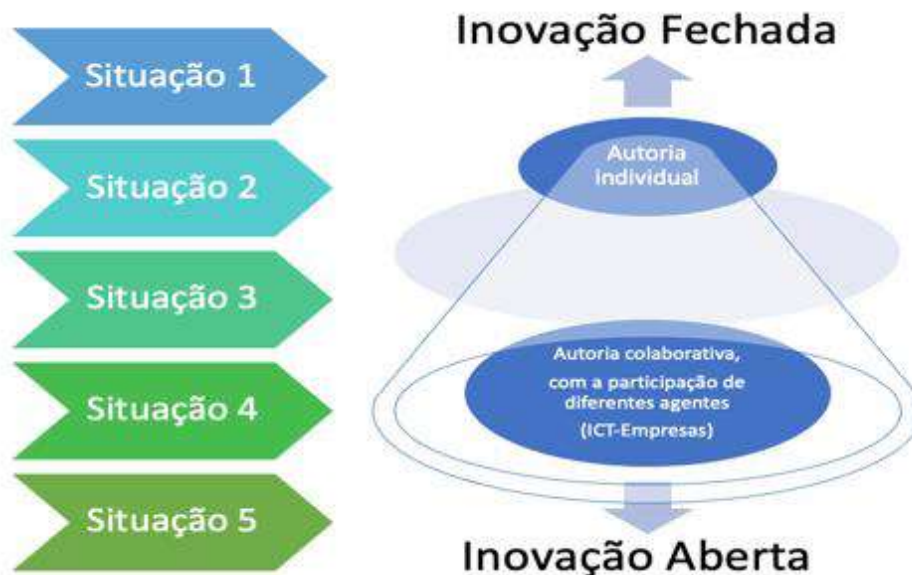 Situação 1
Situação 2
Situação 3
Situação 4
Situação 5
Inovação Fechada
Autoria
individual
Autoria colaborativa,
com a participação de
diferentes agentes
(ICT-Empresas)
Inovação Aberta